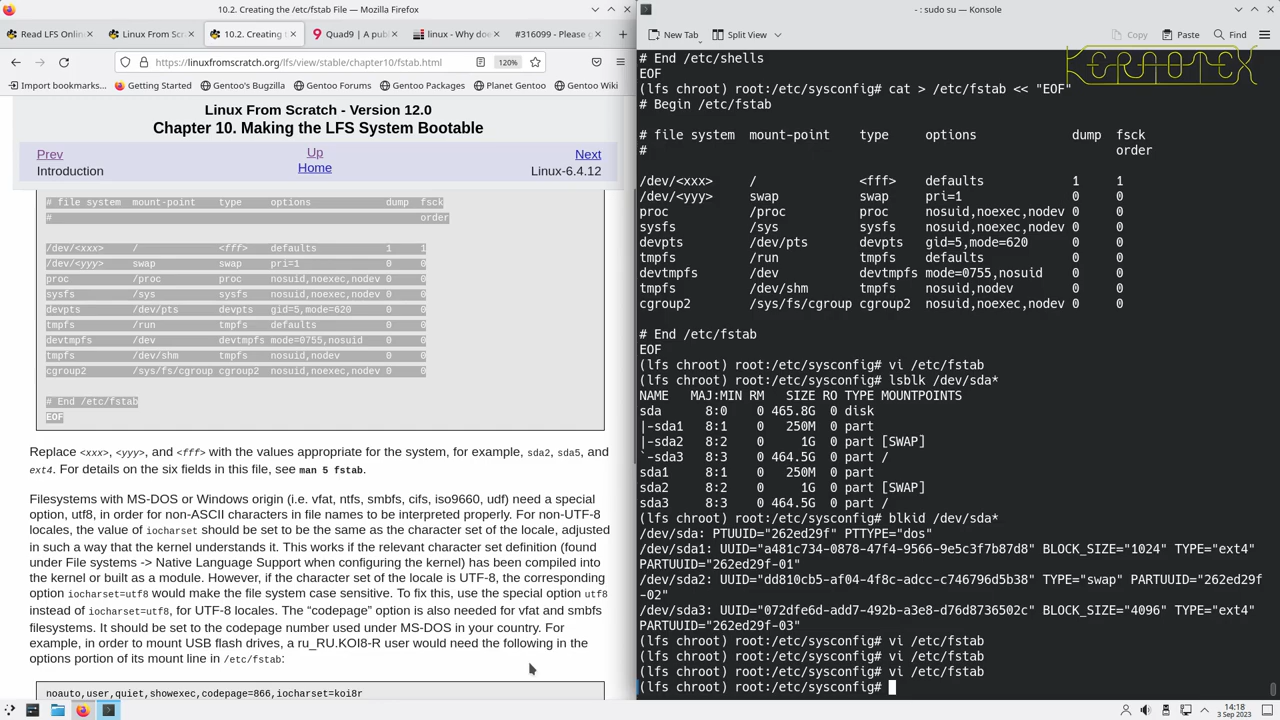 10.2. Creating the /etc/fstab File — Mozilla Firefox
Read LFS Onlin
Linux From Scra
10.2. Creating t
Quad9 | A publ
linux - Why doe
#316099 - Please g
https://linuxfromscratch.org/lfs/view/stable/chapter10/fstab.html
120%
Import bookmarks...
Getting Started
Gentoo's Bugzilla
Gentoo Forums
Gentoo Packages
Planet Gentoo
Gentoo Wiki
Linux From Scratch - Version 12.0
Chapter 10. Making the LFS System Bootable
Prev Up Next
Introduction Home Linux-6.4.12
# file system mount-point type options dump fsck
# order
/dev/<xxx> / <fff> defaults 1 1
/dev/<yyy> swap swap pri=1 0 0
proc /proc proc nosuid,noexec,nodev 0 0
sysfs /sys sysfs nosuid,noexec,nodev 0 0
devpts /dev/pts devpts gid=5,mode=620 0 0
tmpfs /run tmpfs defaults 0 0
devtmpfs /dev devtmpfs mode=0755,nosuid 0 0
tmpfs /dev/shm tmpfs nosuid,nodev 0 0
cgroup2 /sys/fs/cgroup cgroup2 nosuid,noexec,nodev 0 0
# End /etc/fstab
EOF
Replace <xxx>, <yyy>, and <fff> with the values appropriate for the system, for example, sda2, sda5, and
ext4. For details on the six fields in this file, see man 5 fstab.
Filesystems with MS-DOS or Windows origin (i.e. vfat, ntfs, smbfs, cifs, iso9660, udf) need a special
option, utf8, in order for non-ASCII characters in file names to be interpreted properly. For non-UTF-8
locales, the value of iocharset should be set to be the same as the character set of the locale, adjusted
in such a way that the kernel understands it. This works if the relevant character set definition (found
under File systems -> Native Language Support when configuring the kernel) has been compiled into
the kernel or built as a module. However, if the character set of the locale is UTF-8, the corresponding
option iocharset=utf8 would make the file system case sensitive. To fix this, use the special option utf8
instead of iocharset=utf8, for UTF-8 locales. The “codepage” option is also needed for vfat and smbfs
filesystems. It should be set to the codepage number used under MS-DOS in your country. For
example, in order to mount USB flash drives, a ru_RU.KOI8-R user would need the following in the
options portion of its mount line in /etc/fstab:
noauto,user,quiet,showexec,codepage=866,iocharset=koi8r
- : sudo su — Konsole
New Tab
Split View
Copy
Paste
Find
KERNOTEX
# End /etc/shells
EOF
(lfs chroot) root:/etc/sysconfig# cat > /etc/fstab << "EOF"
# Begin /etc/fstab
# file system mount-point type options dump fsck
# order
/dev/<xxx> / <fff> defaults 1 1
/dev/<yyy> swap swap pri=1 0 0
proc /proc proc nosuid,noexec,nodev 0 0
sysfs /sys sysfs nosuid,noexec,nodev 0 0
devpts /dev/pts devpts gid=5,mode=620 0 0
tmpfs /run tmpfs defaults 0 0
devtmpfs /dev devtmpfs mode=0755,nosuid 0 0
tmpfs /dev/shm tmpfs nosuid,nodev 0 0
cgroup2 /sys/fs/cgroup cgroup2 nosuid,noexec,nodev 0 0
# End /etc/fstab
EOF
(lfs chroot) root:/etc/sysconfig# vi /etc/fstab
(lfs chroot) root:/etc/sysconfig# lsblk /dev/sda*
NAME MAJ:MIN RM SIZE RO TYPE MOUNTPOINTS
sda 8:0 0 465.8G 0 disk
|-sda1 8:1 0 250M 0 part
|-sda2 8:2 0 1G 0 part [SWAP]
`-sda3 8:3 0 464.5G 0 part /
sda1 8:1 0 250M 0 part
sda2 8:2 0 1G 0 part [SWAP]
sda3 8:3 0 464.5G 0 part /
(lfs chroot) root:/etc/sysconfig# blkid /dev/sda*
/dev/sda: PTUUID="262ed29f" PTTYPE="dos"
/dev/sda1: UUID="a481c734-0878-47f4-9566-9e5c3f7b87d8" BLOCK_SIZE="1024" TYPE="ext4"
PARTUUID="262ed29f-01"
/dev/sda2: UUID="dd810cb5-af04-4f8c-adcc-c746796d5b38" TYPE="swap" PARTUUID="262ed29f
-02"
/dev/sda3: UUID="072dfe6d-add7-492b-a3e8-d76d8736502c" BLOCK_SIZE="4096" TYPE="ext4"
PARTUUID="262ed29f-03"
(lfs chroot) root:/etc/sysconfig# vi /etc/fstab
(lfs chroot) root:/etc/sysconfig# vi /etc/fstab
(lfs chroot) root:/etc/sysconfig# vi /etc/fstab
(lfs chroot) root:/etc/sysconfig#
14:18
3 Sep 2023